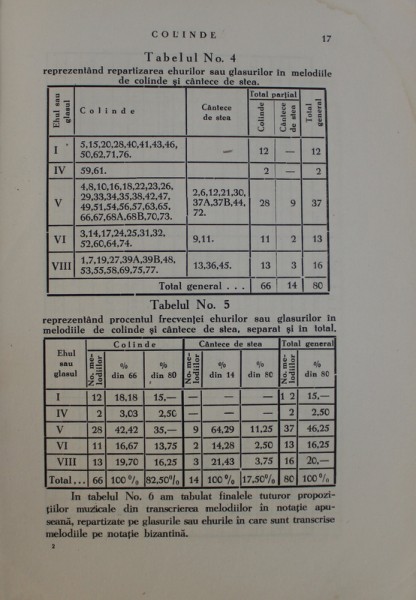 COLINDE 17
Tabelul No. 4
reprezentând repartizarea ehurilor sau glasurilor în melodiile
de colinde și cântece de stea.
Ehul sau glasul | Colinde | Cântece de stea | Total parțial | Total general
Colinde | Cântece de stea
I | 5,15,20,28,40,41,43,46, | — | 12 | — | 12
50,62,71,76.
IV | 59,61. | 2 | — | 2
V | 4,8,10,16,18,22,23,26, | 2,6,12,21,30, | 28 | 9 | 37
29,33,34,35,38,42,47, | 37A,37B,44,
49,51,54,56,57,63,65, | 72.
66,67,68A,68B,70,73.
VI | 3,14,17,24,25,31,32, | 9,11. | 11 | 2 | 13
52,60,64,74.
VIII | 1,7,19,27,39A,39B,48, | 13,36,45. | 13 | 3 | 16
53,55,58,69,75,77.
Total general . . . | 66 | 14 | 80
Tabelul No. 5
reprezentând procentul frecvenței ehurilor sau glasurilor în
melodiile de colinde și cântece de stea, separat și în total.
Ehul sau glasul | Colinde | Cântece de stea | Total general
No. melodiilor | % din 66 | % din 80 | No. melodiilor | % din 14 | % din 80 | No. melodiilor | % din 80
I | 12 | 18,18 | 15,— | — | — | — | 12 | 15,—
IV | 2 | 3,03 | 2,50 | — | — | — | 2 | 2,50
V | 28 | 42,42 | 35,— | 9 | 64,29 | 11,25 | 37 | 46,25
VI | 11 | 16,67 | 13,75 | 2 | 14,28 | 2,50 | 13 | 16,25
VIII | 13 | 19,70 | 16,25 | 3 | 21,43 | 3,75 | 16 | 20,—
Total... | 66 | 100% | 82,50% | 14 | 100% | 17,50% | 80 | 100%
In tabelul No. 6 am tabulat finalele tuturor propozi-
țiilor muzicale din transcrierea melodiilor în notație apu-
seană, repartizate pe glasurile sau ehurile în care sunt transcrise
melodiile pe notație bizantină.
2